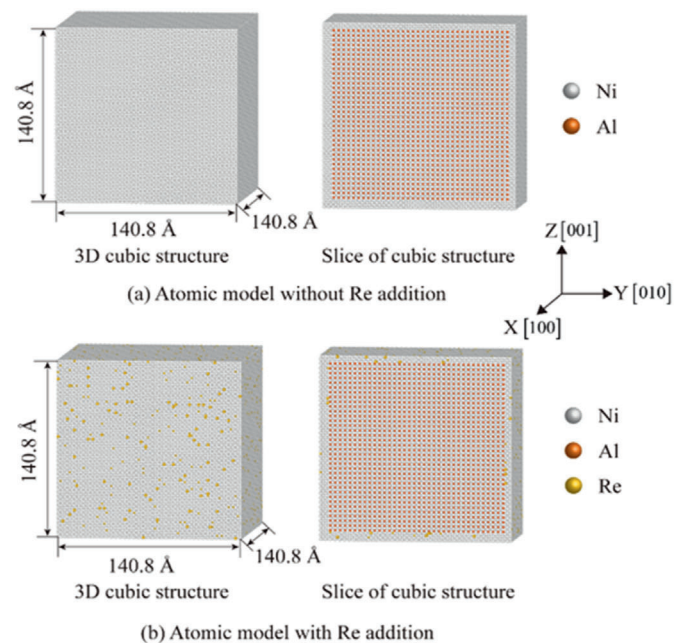 140.8 Å
140.8 Å
140.8 Å
3D cubic structure
Slice of cubic structure
Ni
Al
(a) Atomic model without Re addition
Z [001]
Y [010]
X [100]
140.8 Å
140.8 Å
140.8 Å
3D cubic structure
Slice of cubic structure
Ni
Al
Re
(b) Atomic model with Re addition